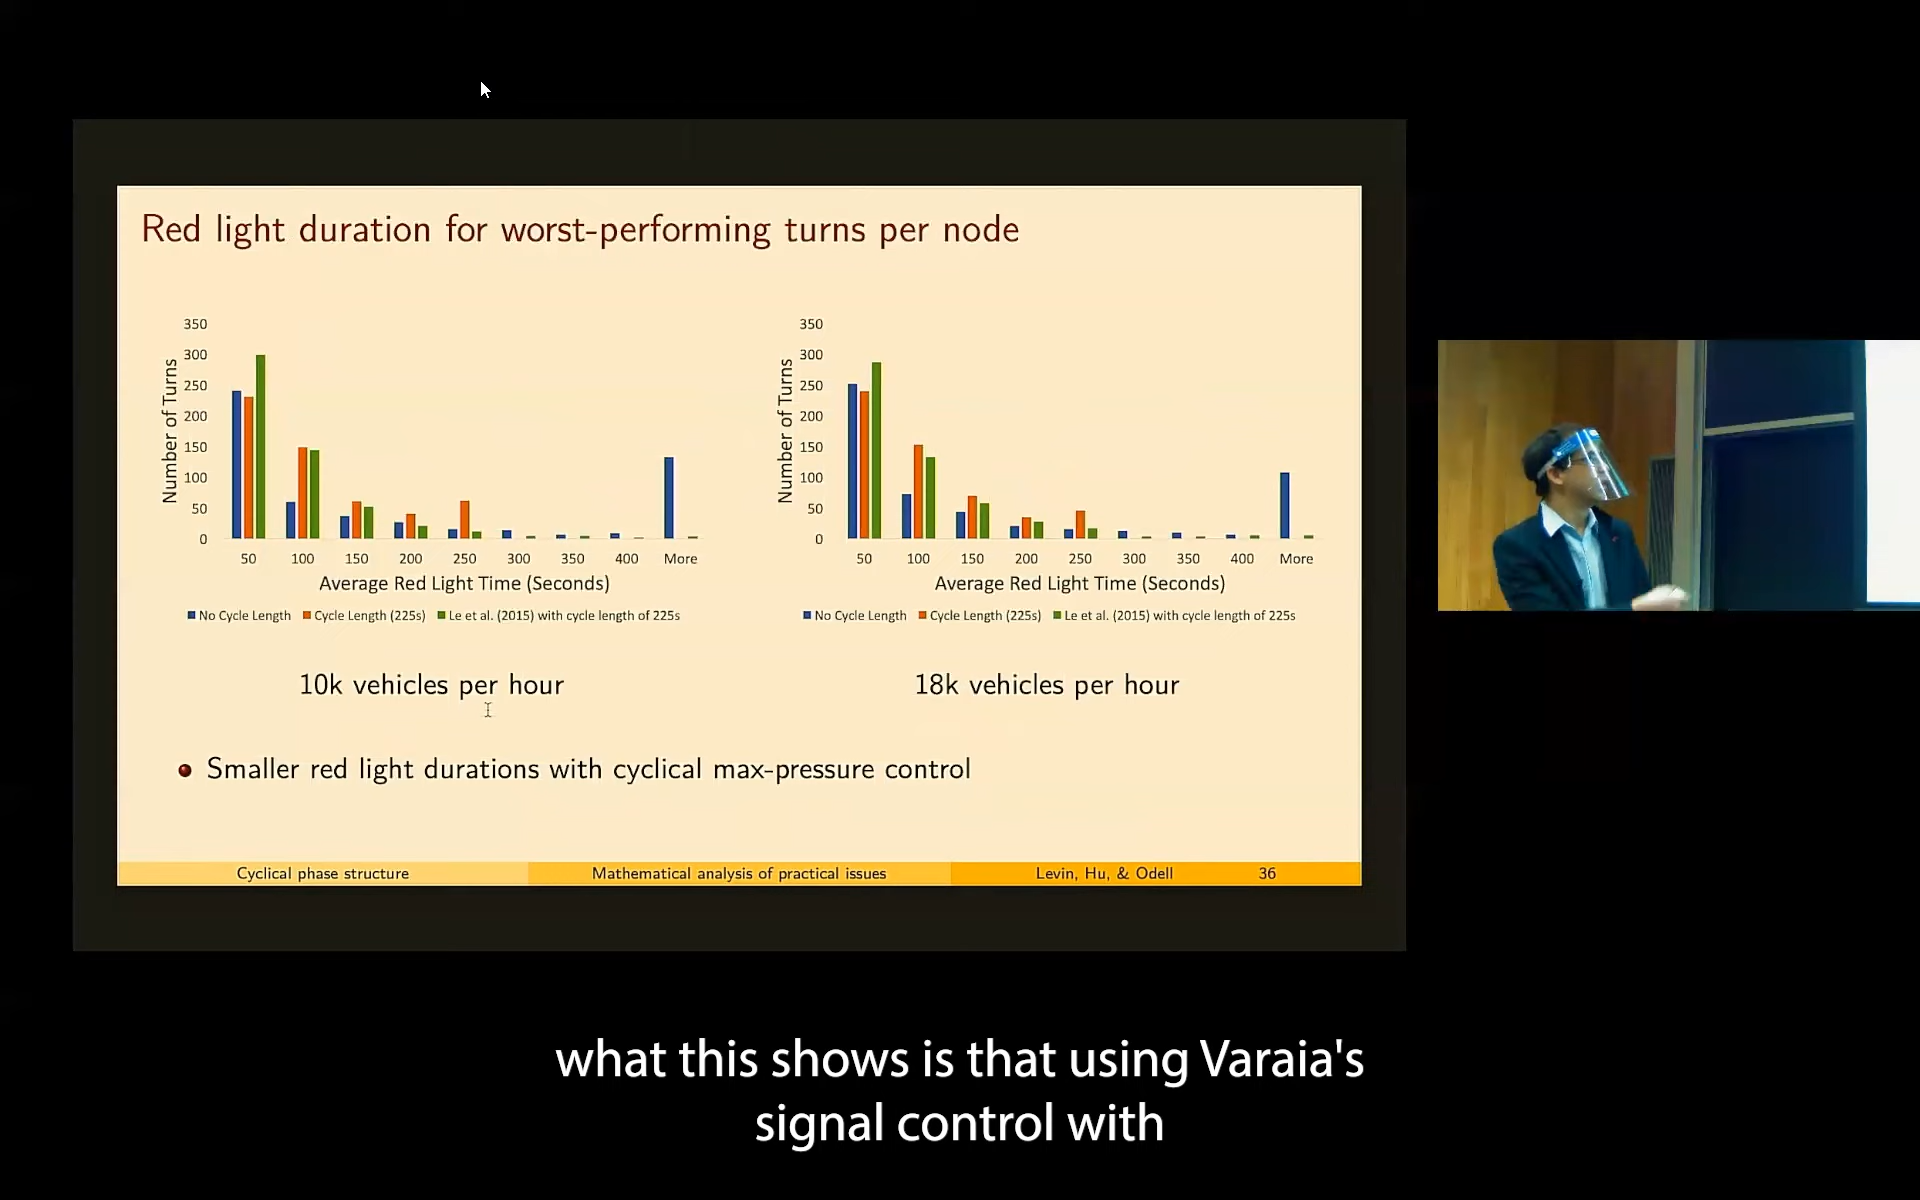 Red light duration for worst-performing turns per node
350
300
250
200
150
100
50
0
Number of Turns
50 100 150 200 250 300 350 400 More
Average Red Light Time (Seconds)
No Cycle Length Cycle Length (225s) Le et al. (2015) with cycle length of 225s
10k vehicles per hour
350
300
250
200
150
100
50
0
Number of Turns
50 100 150 200 250 300 350 400 More
Average Red Light Time (Seconds)
No Cycle Length Cycle Length (225s) Le et al. (2015) with cycle length of 225s
18k vehicles per hour
Smaller red light durations with cyclical max-pressure control
Cyclical phase structure Mathematical analysis of practical issues Levin, Hu, & Odell 36
what this shows is that using Varaia's
signal control with